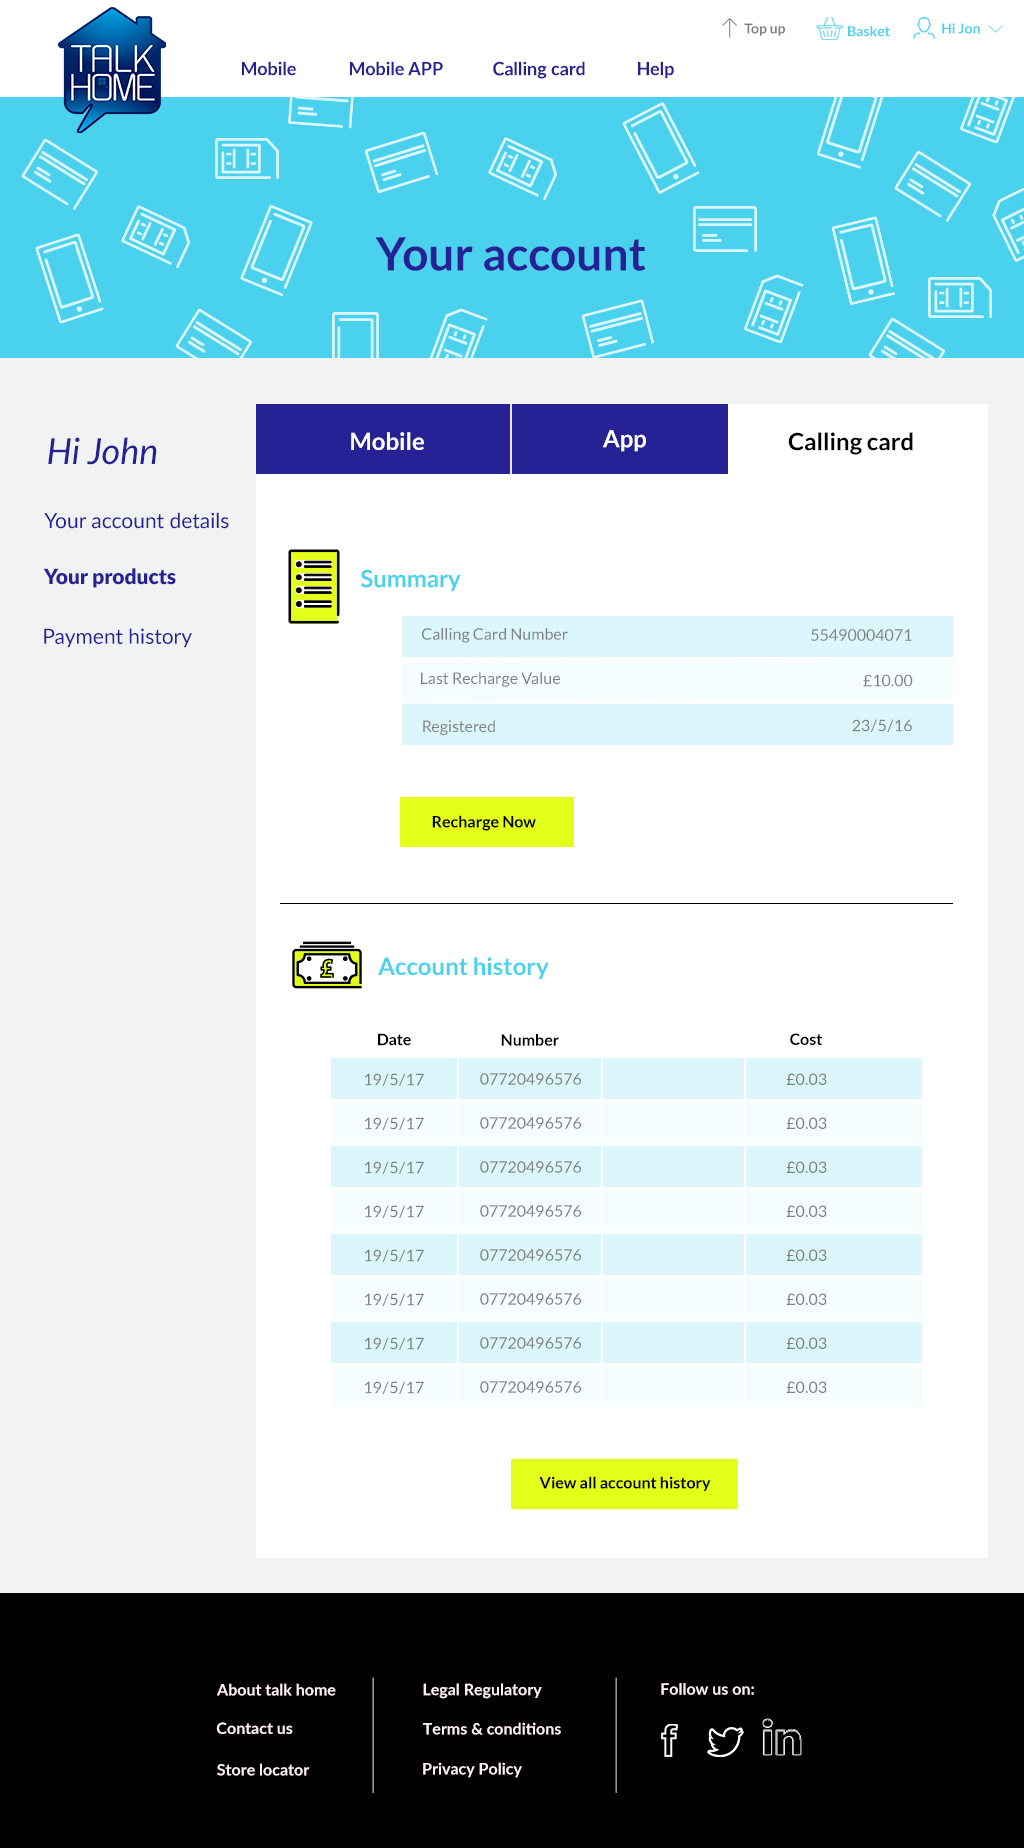 TALK
HOME
Top up
Basket
Hi Jon
Mobile
Mobile APP
Calling card
Help
Your account
Hi John
Your account details
Your products
Payment history
Mobile
App
Calling card
Summary
Calling Card Number 55490004071
Last Recharge Value £10.00
Registered 23/5/16
Recharge Now
£
Account history
Date Number Cost
19/5/17 07720496576 £0.03
19/5/17 07720496576 £0.03
19/5/17 07720496576 £0.03
19/5/17 07720496576 £0.03
19/5/17 07720496576 £0.03
19/5/17 07720496576 £0.03
19/5/17 07720496576 £0.03
19/5/17 07720496576 £0.03
View all account history
About talk home
Contact us
Store locator
Legal Regulatory
Terms & conditions
Privacy Policy
Follow us on:
f
in